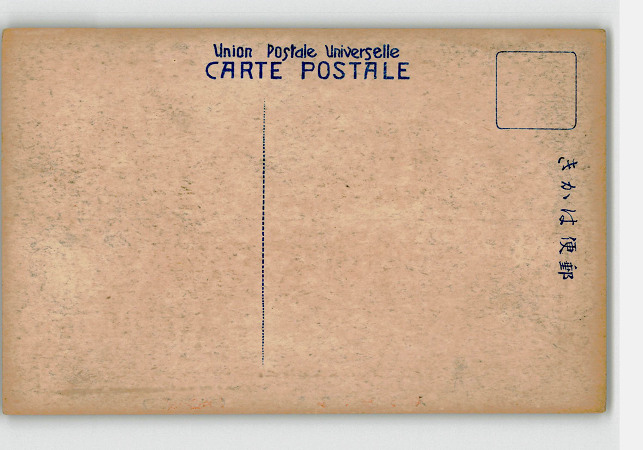 Union Postale Universelle
CARTE POSTALE
きかは便郵